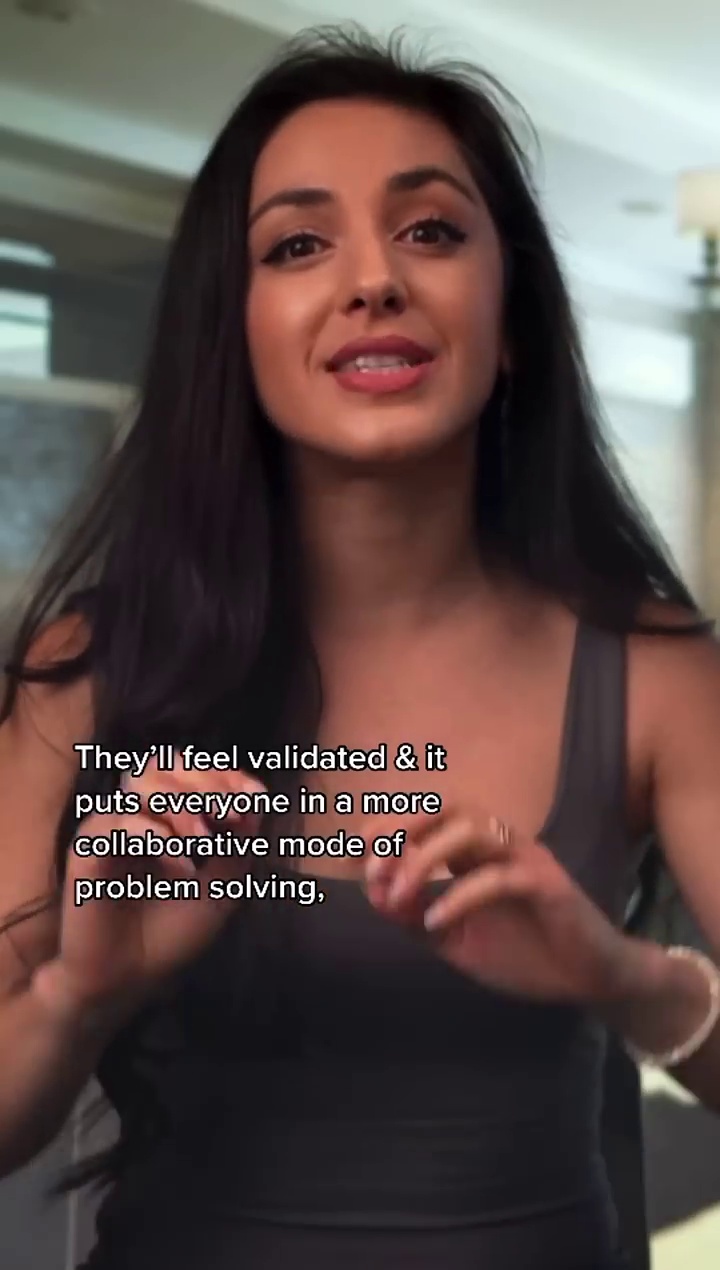 They’ll feel validated & it
puts everyone in a more
collaborative mode of
problem solving,